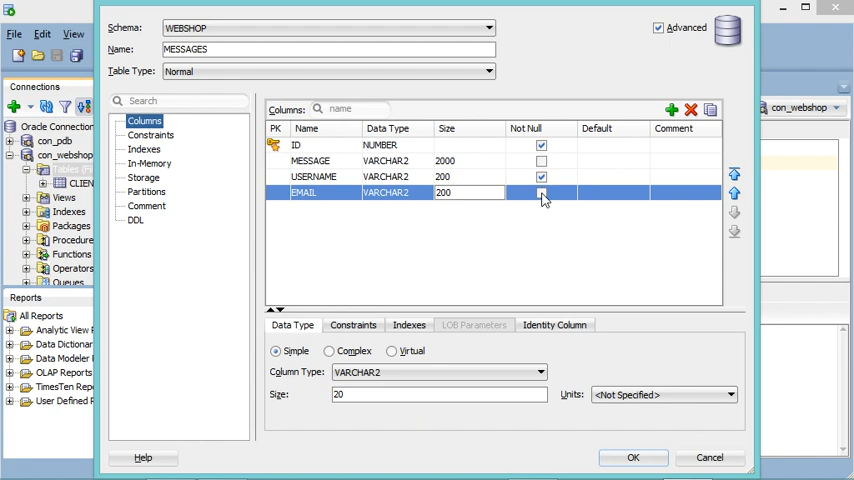 File Edit View
Connections
Oracle Connection
con_pdb
con_webshop
Tables (Fi
CLIEN
Views
Indexes
Packages
Procedure
Functions
Operators
Queues
Reports
All Reports
Analytic View R
Data Dictionar
Data Modeler
OLAP Reports
TimesTen Repo
User Defined R
Schema: WEBSHOP
Advanced
Name: MESSAGES
Table Type: Normal
Search
Columns
Constraints
Indexes
In-Memory
Storage
Partitions
Comment
DDL
Columns: name
PK Name Data Type Size Not Null Default Comment
ID NUMBER
MESSAGE VARCHAR2 2000
USERNAME VARCHAR2 200
EMAIL VARCHAR2 200
Data Type Constraints Indexes LOB Parameters Identity Column
Simple Complex Virtual
Column Type: VARCHAR2
Size: 20 Units: <Not Specified>
Help OK Cancel
con_webshop